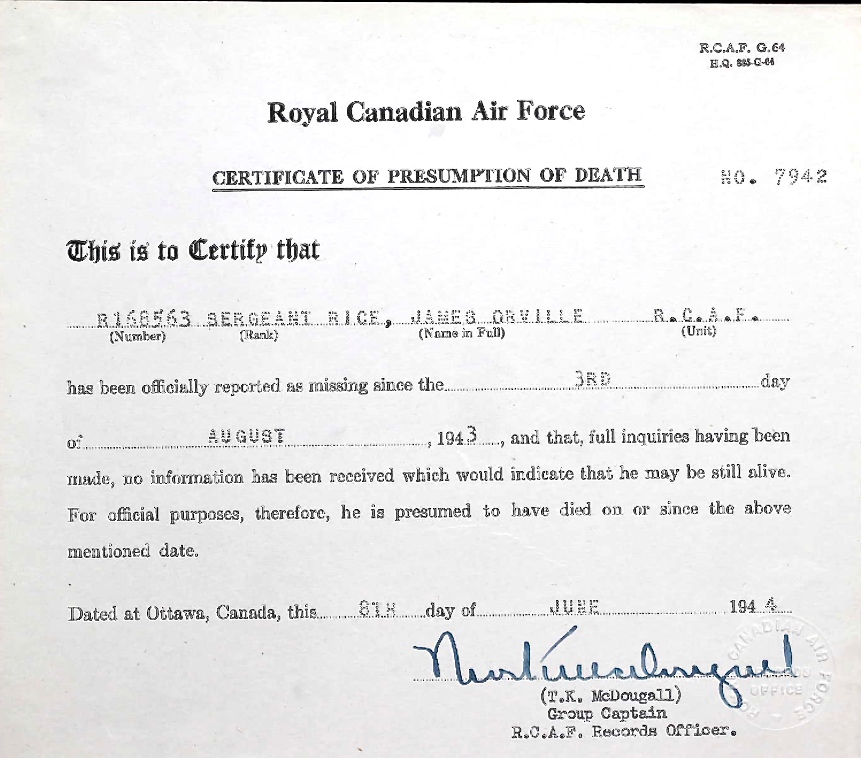 R.C.A.F. G.64
H.Q. 885-G-64
Royal Canadian Air Force
CERTIFICATE OF PRESUMPTION OF DEATH NO. 7942
This is to Certify that
R168563 SERGEANT RICE, JAMES ORVILLE R.C.A.F.
(Number) (Rank) (Name in Full) (Unit)
has been officially reported as missing since the 3RD day
of AUGUST , 1943 , and that, full inquiries having been
made, no information has been received which would indicate that he may be still alive.
For official purposes, therefore, he is presumed to have died on or since the above
mentioned date.
Dated at Ottawa, Canada, this 8TH day of JUNE 1944
(T.K. McDougall)
Group Captain
R.C.A.F. Records Officer.
CANADIAN AIR FORCE
OFFICE